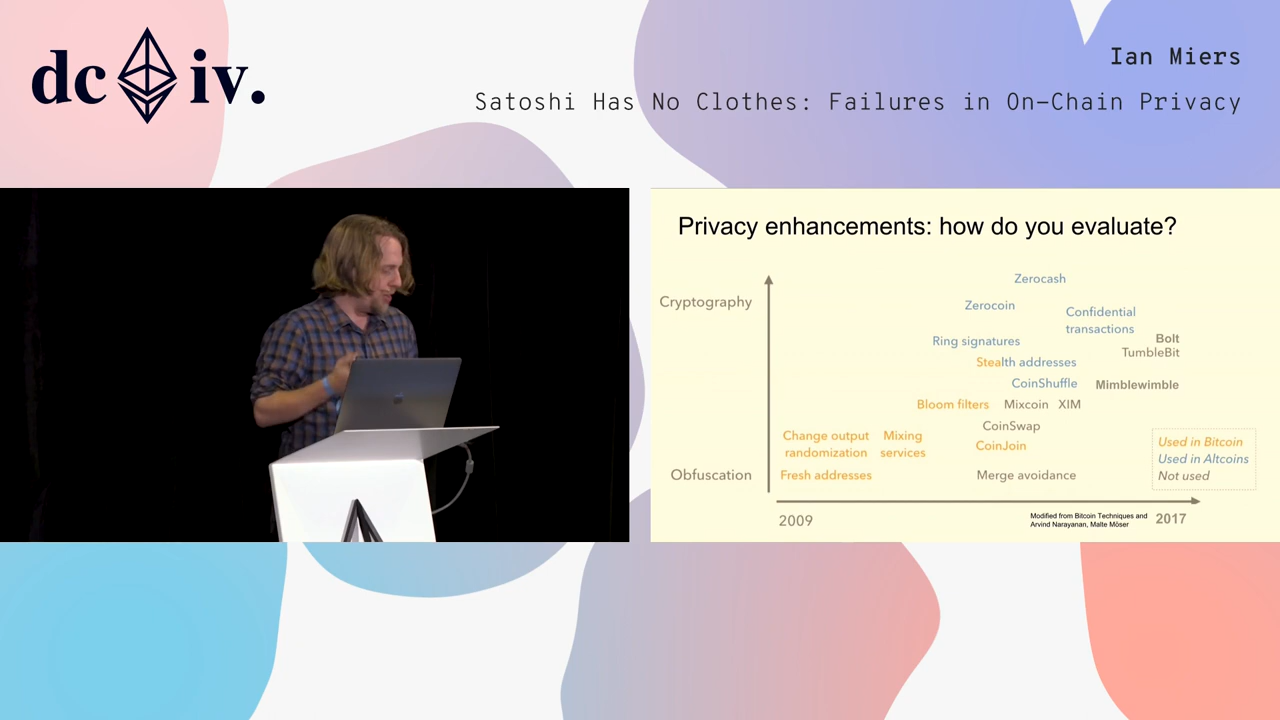 dc iv.
Ian Miers
Satoshi Has No Clothes: Failures in On-Chain Privacy
Privacy enhancements: how do you evaluate?
Zerocash
Cryptography
Zerocoin
Confidential
transactions
Bolt
Ring signatures
TumbleBit
Stealth addresses
CoinShuffle
Mimblewimble
Bloom filters
Mixcoin
XIM
CoinSwap
Change output
randomization
Mixing
services
CoinJoin
Used in Bitcoin
Used in Altcoins
Not used
Obfuscation
Fresh addresses
Merge avoidance
2009
Modified from Bitcoin Techniques and
Arvind Narayanan, Malte Möser
2017